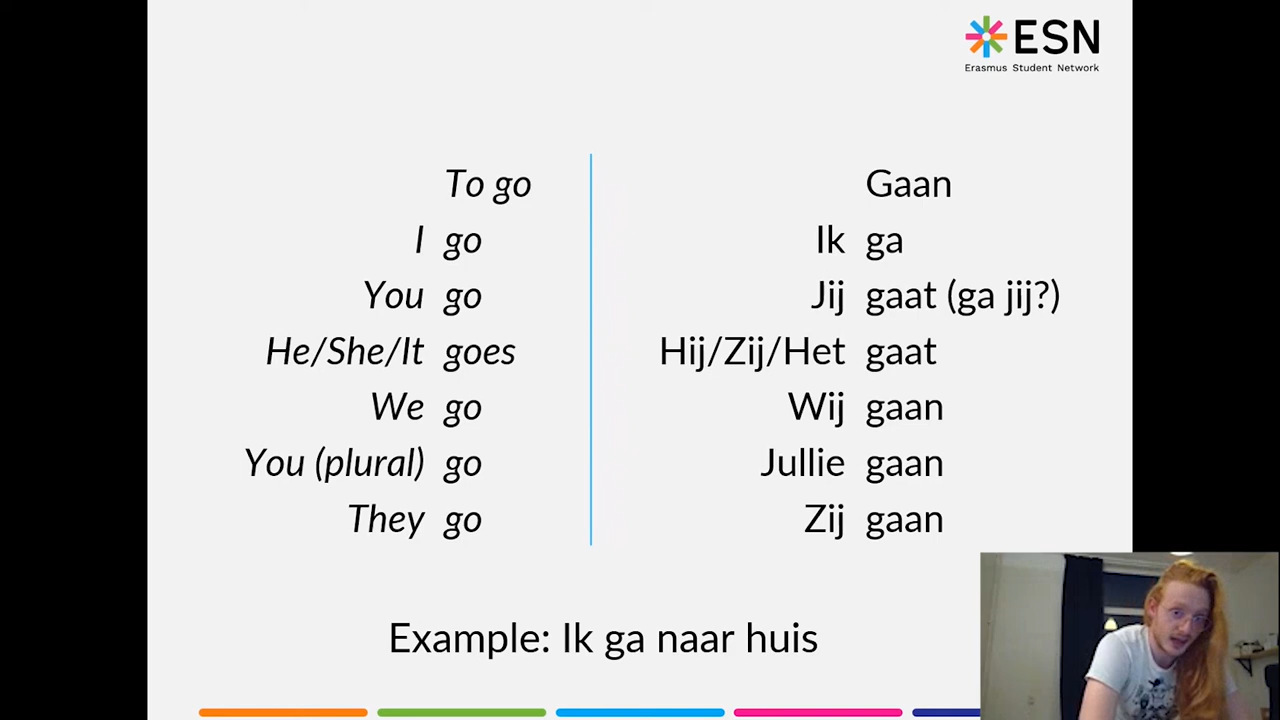 ESN
Erasmus Student Network
To go
I go
You go
He/She/It goes
We go
You (plural) go
They go
Gaan
Ik ga
Jij gaat (ga jij?)
Hij/Zij/Het gaat
Wij gaan
Jullie gaan
Zij gaan
Example: Ik ga naar huis